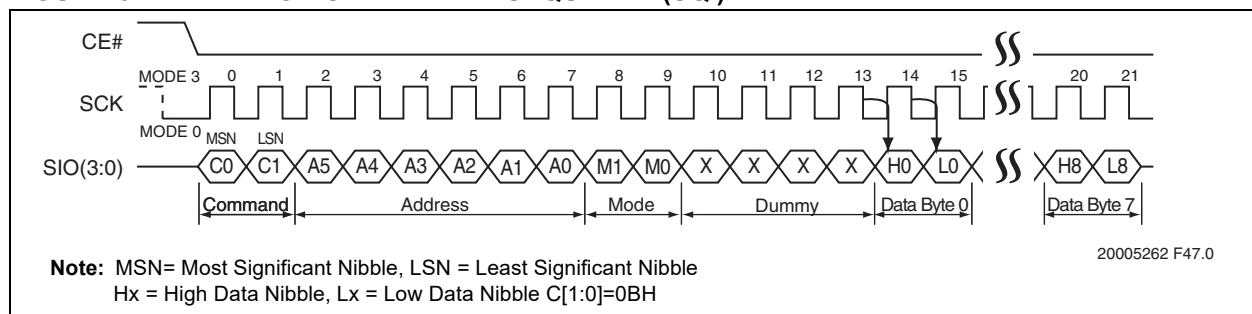 CE#
MODE 3 0 1 2 3 4 5 6 7 8 9 10 11 12 13 14 15 20 21
SCK
MODE 0
MSN LSN
SIO(3:0) C0 C1 A5 A4 A3 A2 A1 A0 M1 M0 X X X X H0 L0 H8 L8
Command Address Mode Dummy Data Byte 0 Data Byte 7
20005262 F47.0
Note: MSN= Most Significant Nibble, LSN = Least Significant Nibble
Hx = High Data Nibble, Lx = Low Data Nibble C[1:0]=0BH